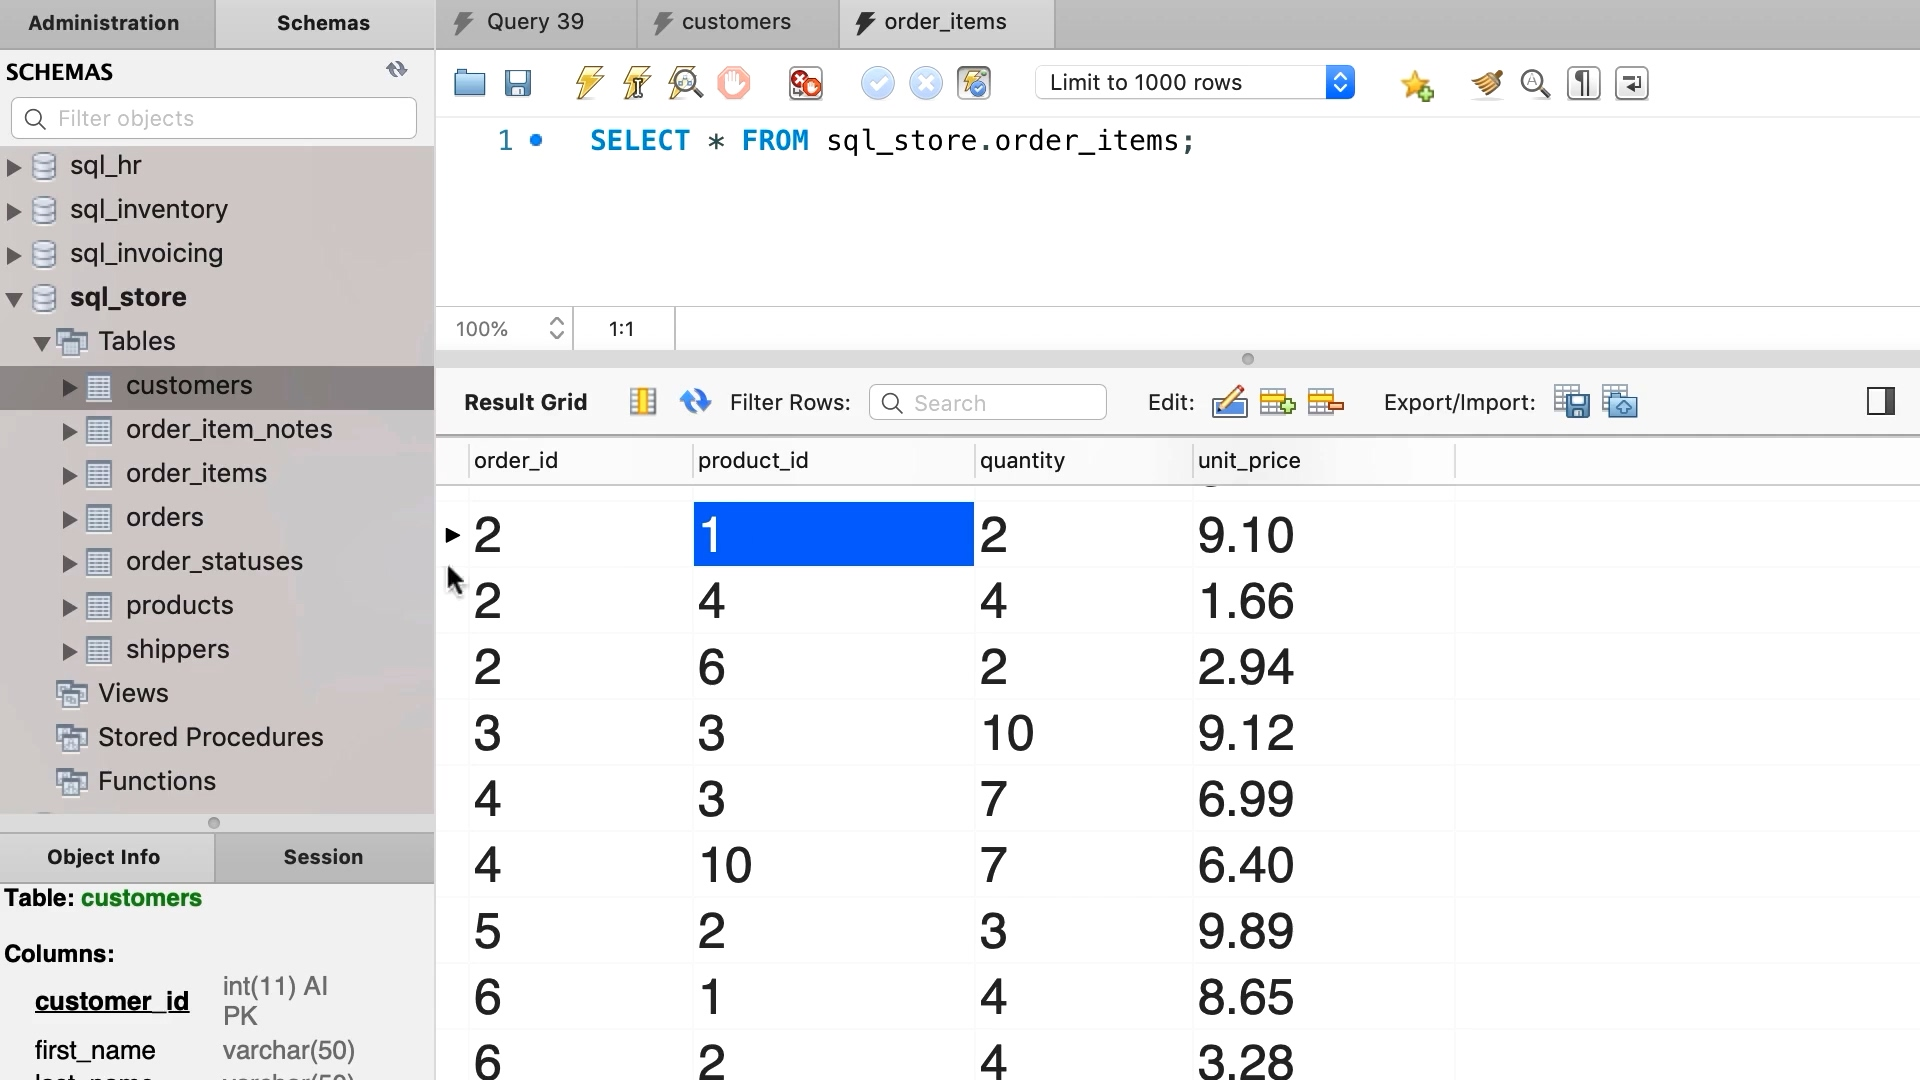 Administration
Schemas
SCHEMAS
Filter objects
sql_hr
sql_inventory
sql_invoicing
sql_store
Tables
customers
order_item_notes
order_items
orders
order_statuses
products
shippers
Views
Stored Procedures
Functions
Object Info
Session
Table: customers
Columns:
customer_id int(11) AI
PK
first_name varchar(50)
Query 39
customers
order_items
Limit to 1000 rows
1 SELECT * FROM sql_store.order_items;
100% 1:1
Result Grid Filter Rows: Search Edit: Export/Import:
order_id product_id quantity unit_price
2 1 2 9.10
2 4 4 1.66
2 6 2 2.94
3 3 10 9.12
4 3 7 6.99
4 10 7 6.40
5 2 3 9.89
6 1 4 8.65
6 2 4 3.28